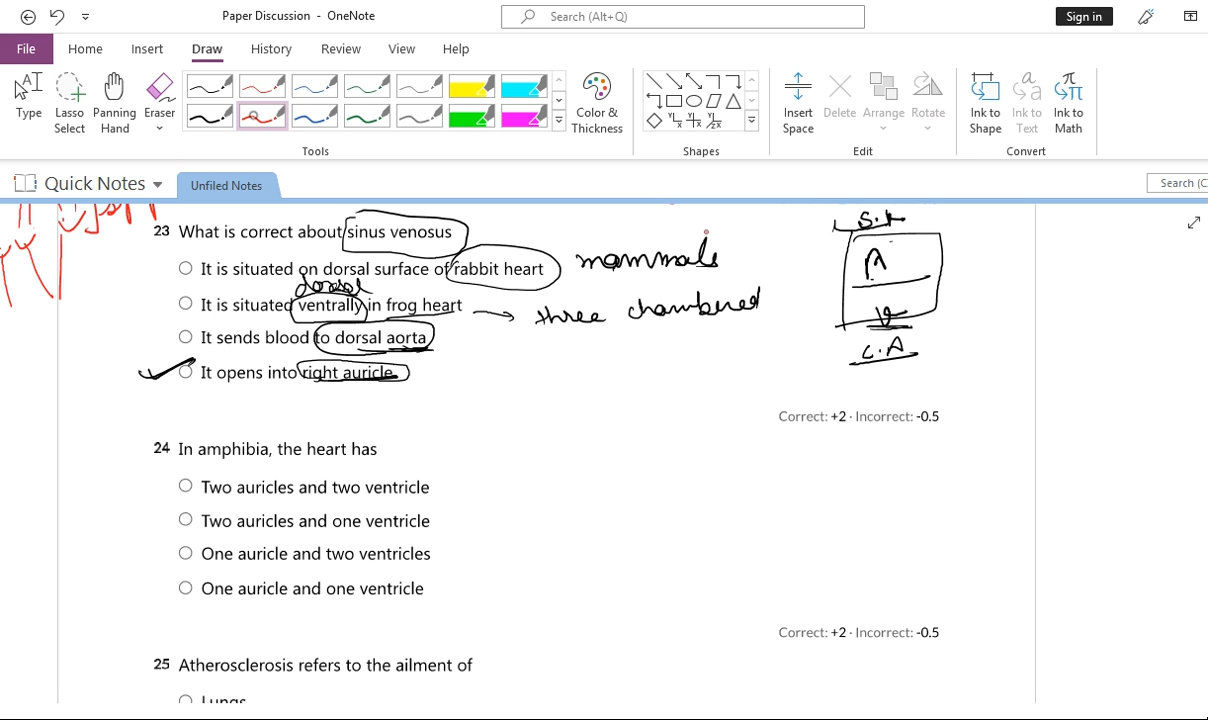 Paper Discussion - OneNote
Search (Alt+Q)
Sign in
File Home Insert Draw History Review View Help
Type
Lasso Select
Panning Hand
Eraser
Color & Thickness
Insert Space
Delete
Arrange
Rotate
Ink to Shape
Ink to Text
Ink to Math
Tools
Shapes
Edit
Convert
Quick Notes
Unfiled Notes
Search (C
23 What is correct about sinus venosus
It is situated on dorsal surface of rabbit heart
mammals
dorsal
It is situated ventrally in frog heart
three chambered
It sends blood to dorsal aorta
It opens into right auricle
A
V
C.A
Correct: +2 · Incorrect: -0.5
24 In amphibia, the heart has
Two auricles and two ventricle
Two auricles and one ventricle
One auricle and two ventricles
One auricle and one ventricle
Correct: +2 · Incorrect: -0.5
25 Atherosclerosis refers to the ailment of
Lungs